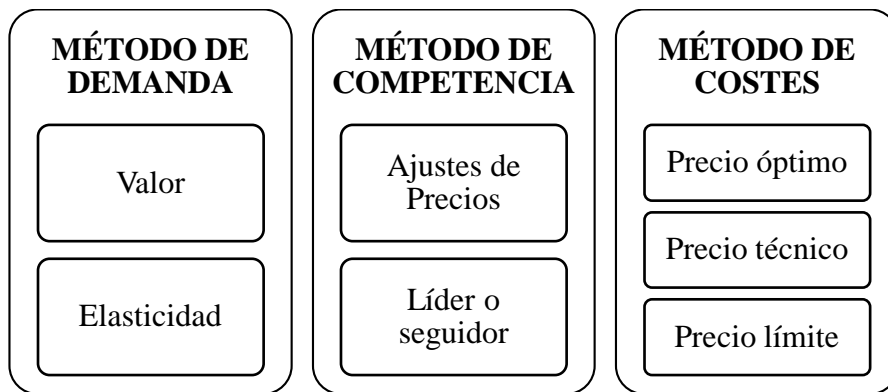 MÉTODO DE
DEMANDA
Valor
Elasticidad
MÉTODO DE
COMPETENCIA
Ajustes de
Precios
Líder o
seguidor
MÉTODO DE
COSTES
Precio óptimo
Precio técnico
Precio límite